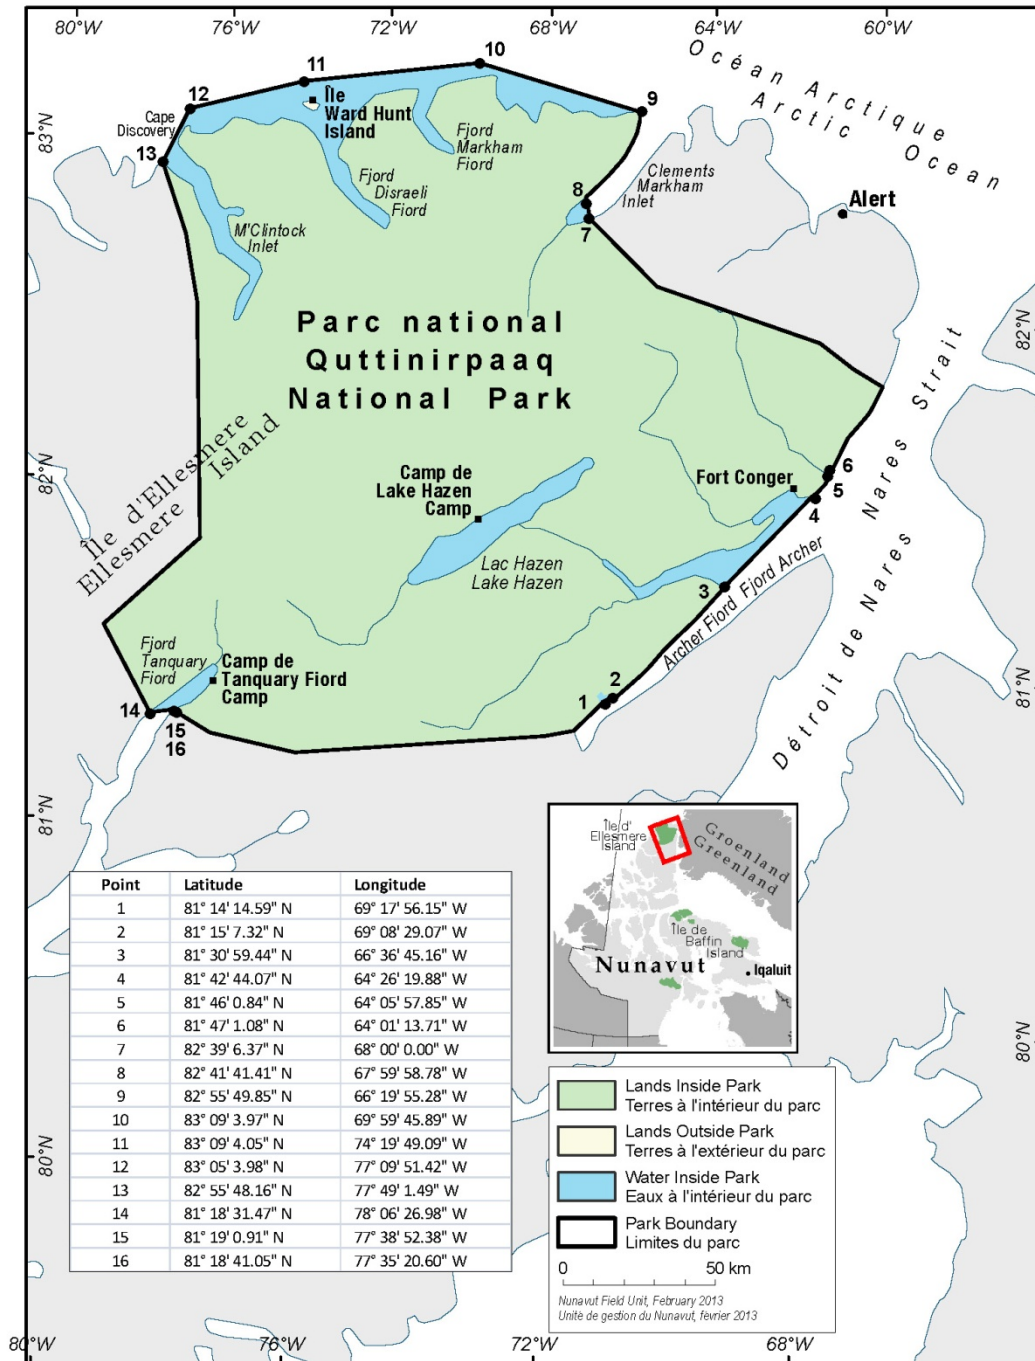 80°W
76°W
72°W
68°W
64°W
60°W
Océan Arctique
Arctic Ocean
10
11
12
9
Île
Ward Hunt
Island
Cape
Discovery
83°N
13
Fjord
Markham
Fiord
Fjord
Disraeli
Fiord
Clements
Markham
Inlet
8
7
Alert
M'Clintock
Inlet
Parc national
Quttinirpaaq
National Park
82°N
82°N
Île d'Ellesmere
Ellesmere Island
Camp de
Lake Hazen
Camp
Fort Conger
6
5
4
Lac Hazen
Lake Hazen
3
Archer Fiord Fjord Archer
Détroit de Nares Nares Strait
Fjord
Tanquary
Fiord
Camp de
Tanquary Fiord
Camp
81°N
2
1
14
15
16
81°N
Île d'
Ellesmere
Island
Groenland
Greenland
Île de
Baffin
Island
Nunavut
Iqaluit
80°N
80°N
Point Latitude Longitude
1 81° 14' 14.59" N 69° 17' 56.15" W
2 81° 15' 7.32" N 69° 08' 29.07" W
3 81° 30' 59.44" N 66° 36' 45.16" W
4 81° 42' 44.07" N 64° 26' 19.88" W
5 81° 46' 0.84" N 64° 05' 57.85" W
6 81° 47' 1.08" N 64° 01' 13.71" W
7 82° 39' 6.37" N 68° 00' 0.00" W
8 82° 41' 41.41" N 67° 59' 58.78" W
9 82° 55' 49.85" N 66° 19' 55.28" W
10 83° 09' 3.97" N 69° 59' 45.89" W
11 83° 09' 4.05" N 74° 19' 49.09" W
12 83° 05' 3.98" N 77° 09' 51.42" W
13 82° 55' 48.16" N 77° 49' 1.49" W
14 81° 18' 31.47" N 78° 06' 26.98" W
15 81° 19' 0.91" N 77° 38' 52.38" W
16 81° 18' 41.05" N 77° 35' 20.60" W
Lands Inside Park
Terres à l'intérieur du parc
Lands Outside Park
Terres à l'extérieur du parc
Water Inside Park
Eaux à l'intérieur du parc
Park Boundary
Limites du parc
0 50 km
Nunavut Field Unit, February 2013
Unité de gestion du Nunavut, février 2013
80°W
76°W
72°W
68°W